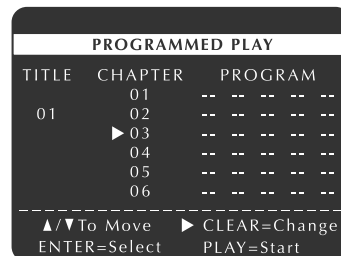 PROGRAMMED PLAY
TITLE CHAPTER PROGRAM
01 -- -- -- -- --
01 02 -- -- -- -- --
▶ 03 -- -- -- -- --
04 -- -- -- -- --
05 -- -- -- -- --
06 -- -- -- -- --
▲/▼To Move ▶ CLEAR=Change
ENTER=Select PLAY=Start